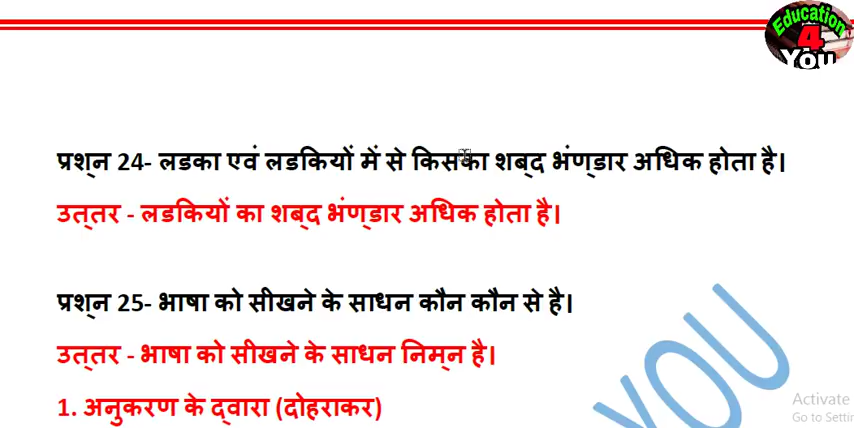 Education
4
You
प्रश्न 24- लडका एवं लडकियों में से किसका शब्द भंण्डार अधिक होता है।
उत्तर - लडकियों का शब्द भंण्डार अधिक होता है।
प्रश्न 25- भाषा को सीखने के साधन कौन कौन से है।
उत्तर - भाषा को सीखने के साधन निम्न है।
1. अनुकरण के द्वारा (दोहराकर)
YOU
Activate
Go to Settin